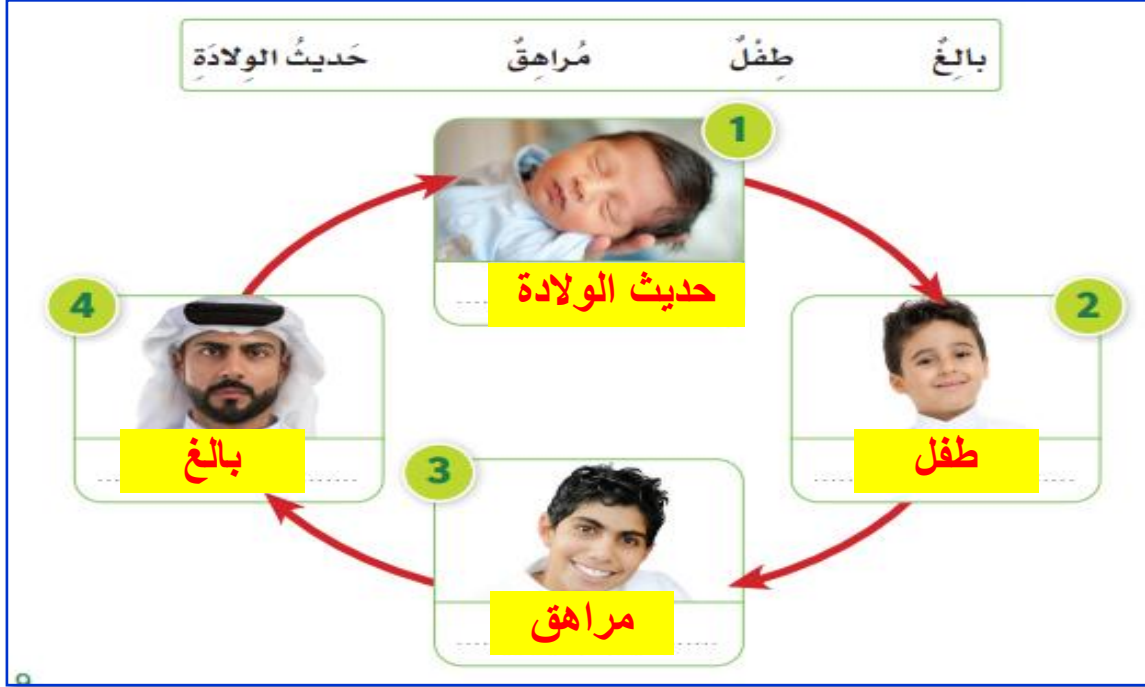 بالِغٌ طِفْلٌ مُراهِقٌ حَديثُ الوِلادَةِ
1
حديث الولادة
2
طفل
3
مراهق
4
بالغ